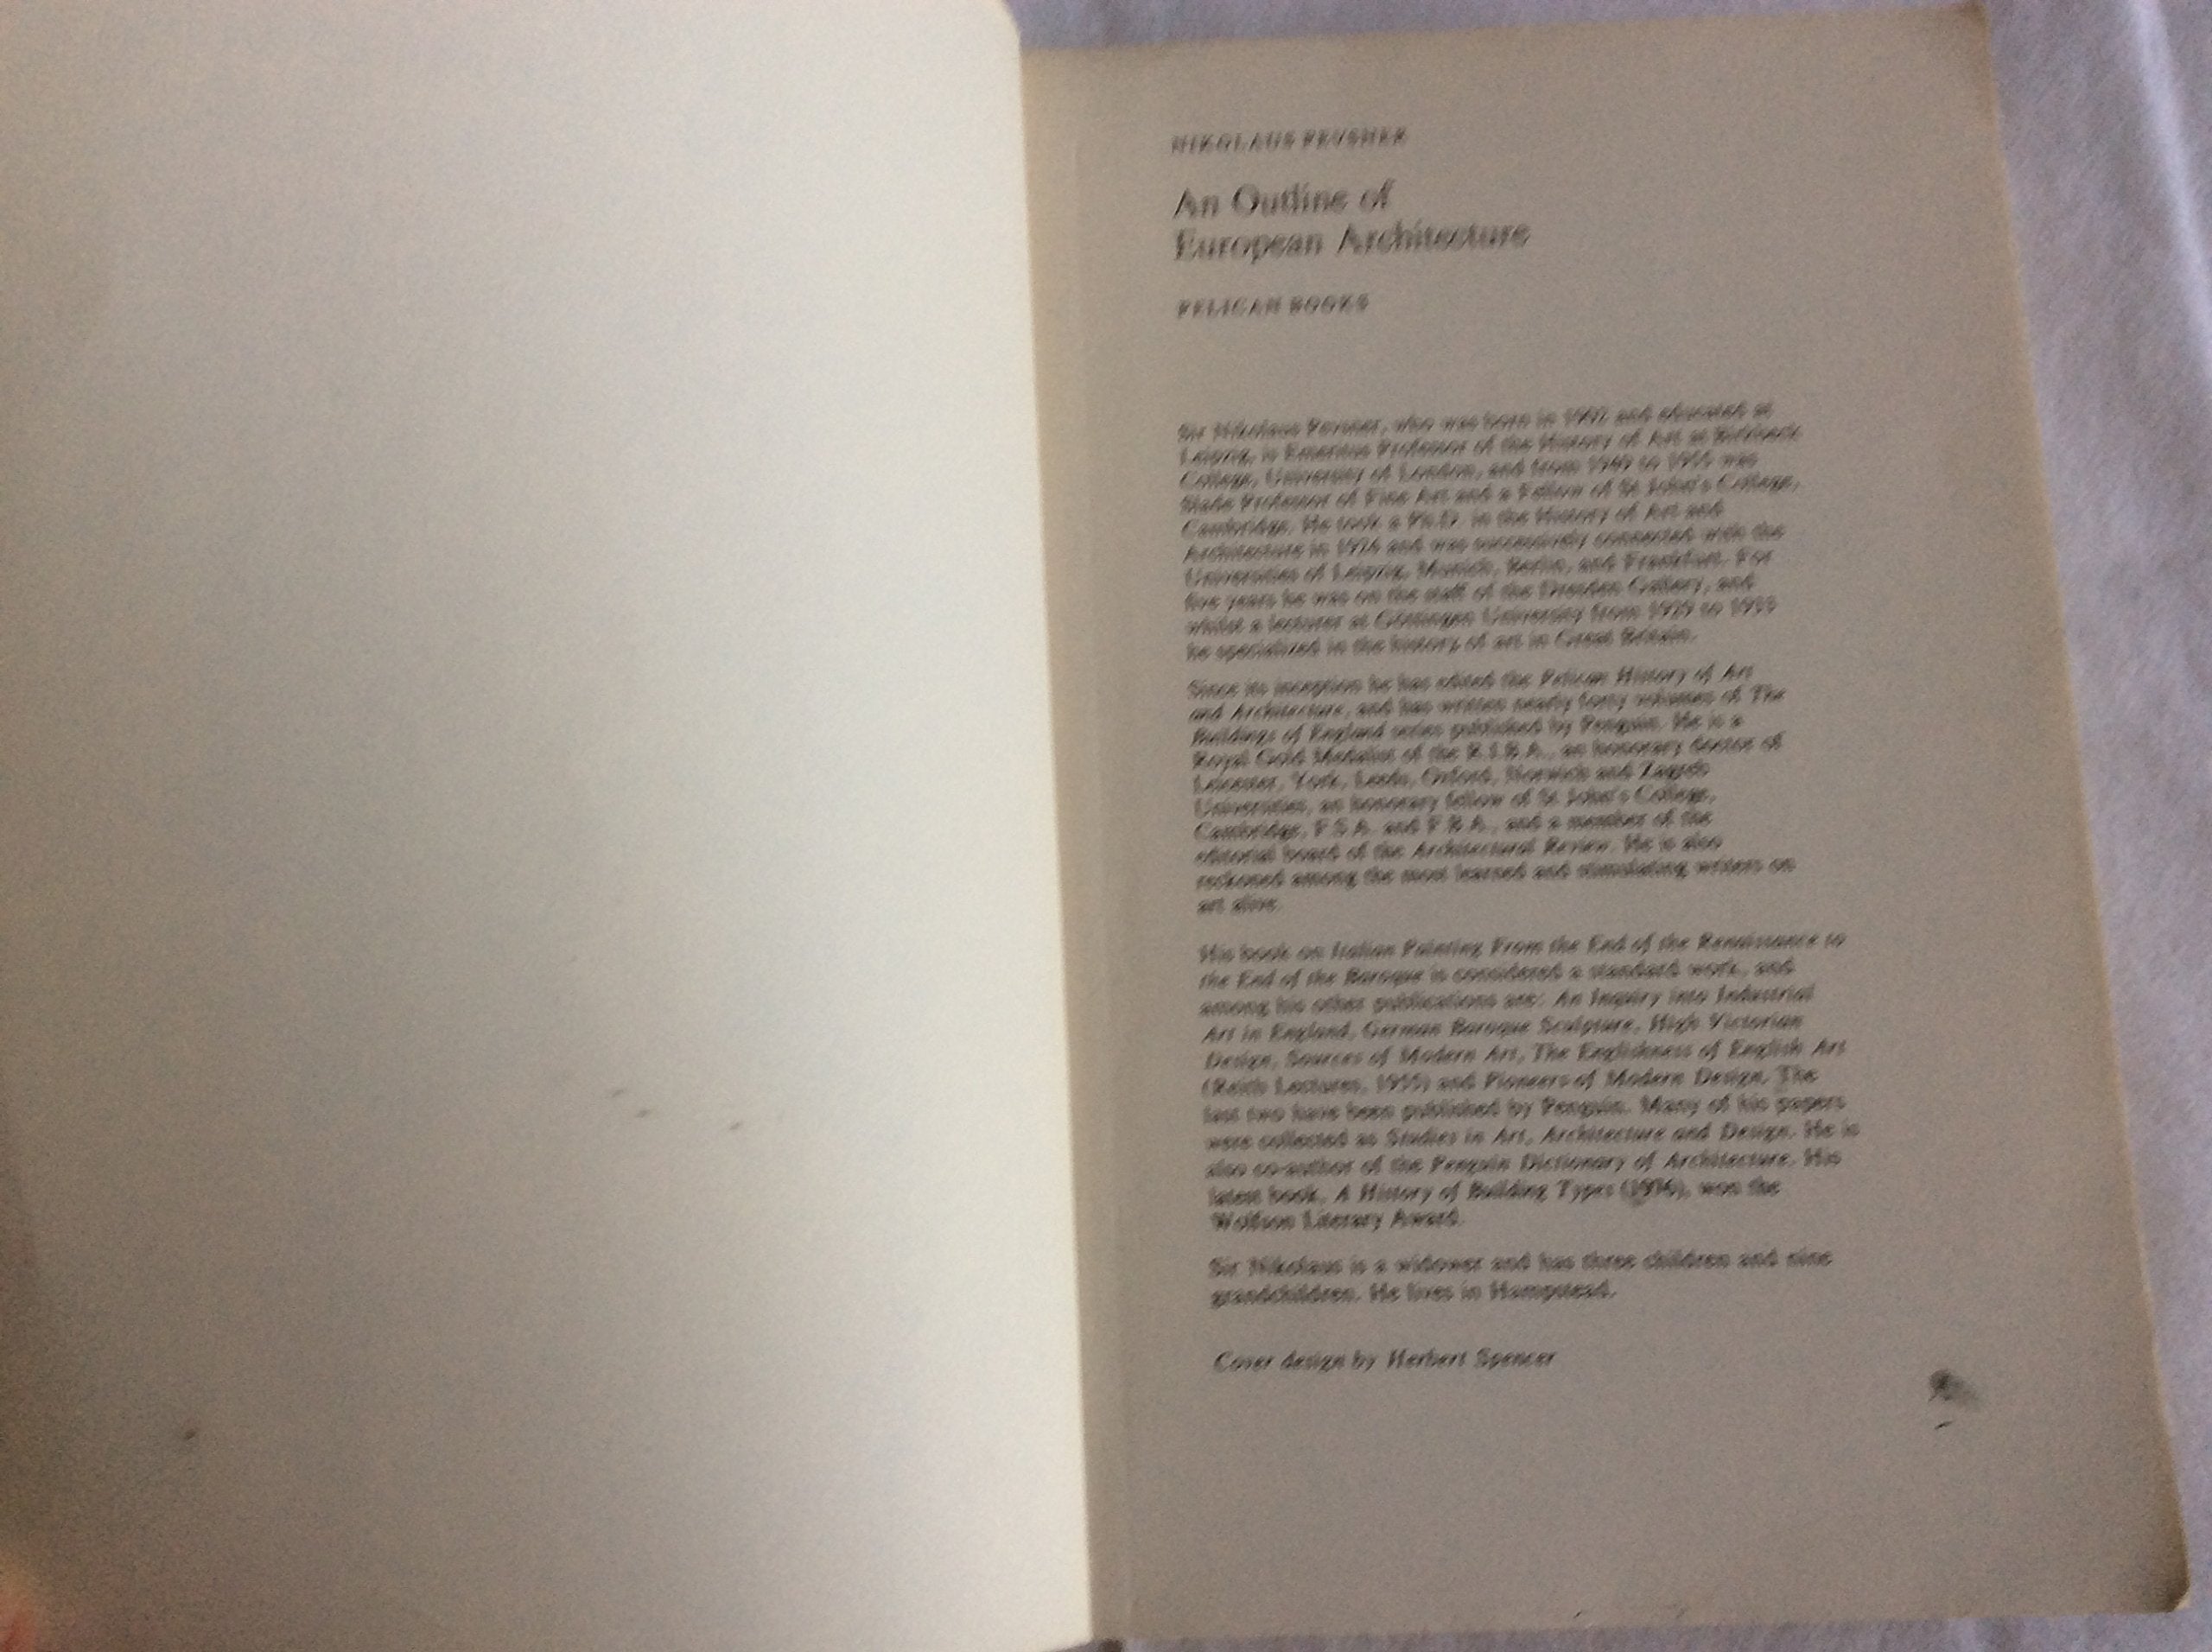 NIKOLAUS PEVSNER
An Outline of
European Architecture
PELICAN BOOKS
Sir Nikolaus Pevsner, who was born in 1902 and educated at
Leipzig, is Emeritus Professor of the History of Art at Birkbeck
College, University of London, and from 1949 to 1955 was
Slade Professor of Fine Art and a Fellow of St John's College,
Cambridge. He took a Ph.D. in the History of Art and
Architecture in 1924 and was successively connected with the
Universities of Leipzig, Munich, Berlin, and Frankfurt. For
five years he was on the staff of the Dresden Gallery, and
whilst a lecturer at Göttingen University from 1929 to 1933
he specialized in the history of art in Great Britain.
Since its inception he has edited the Pelican History of Art
and Architecture, and has written nearly forty volumes of The
Buildings of England series published by Penguin. He is a
Royal Gold Medalist of the R.I.B.A., an honorary doctor of
Leicester, York, Leeds, Oxford, Norwich and Zagreb
Universities, an honorary fellow of St John's College,
Cambridge, F.S.A. and F.B.A., and a member of the
editorial board of the Architectural Review. He is also
reckoned among the most learned and stimulating writers on
art alive.
His book on Italian Painting From the End of the Renaissance to
the End of the Baroque is considered a standard work, and
among his other publications are: An Inquiry into Industrial
Art in England, German Baroque Sculpture, High Victorian
Design, Sources of Modern Art, The Englishness of English Art
(Reith Lectures, 1955) and Pioneers of Modern Design. The
last two have been published by Penguin. Many of his papers
were collected as Studies in Art, Architecture and Design. He is
also co-author of the Penguin Dictionary of Architecture. His
latest book, A History of Building Types (1976), won the
Wolfson Literary Award.
Sir Nikolaus is a widower and has three children and nine
grandchildren. He lives in Hampstead.
Cover design by Herbert Spencer